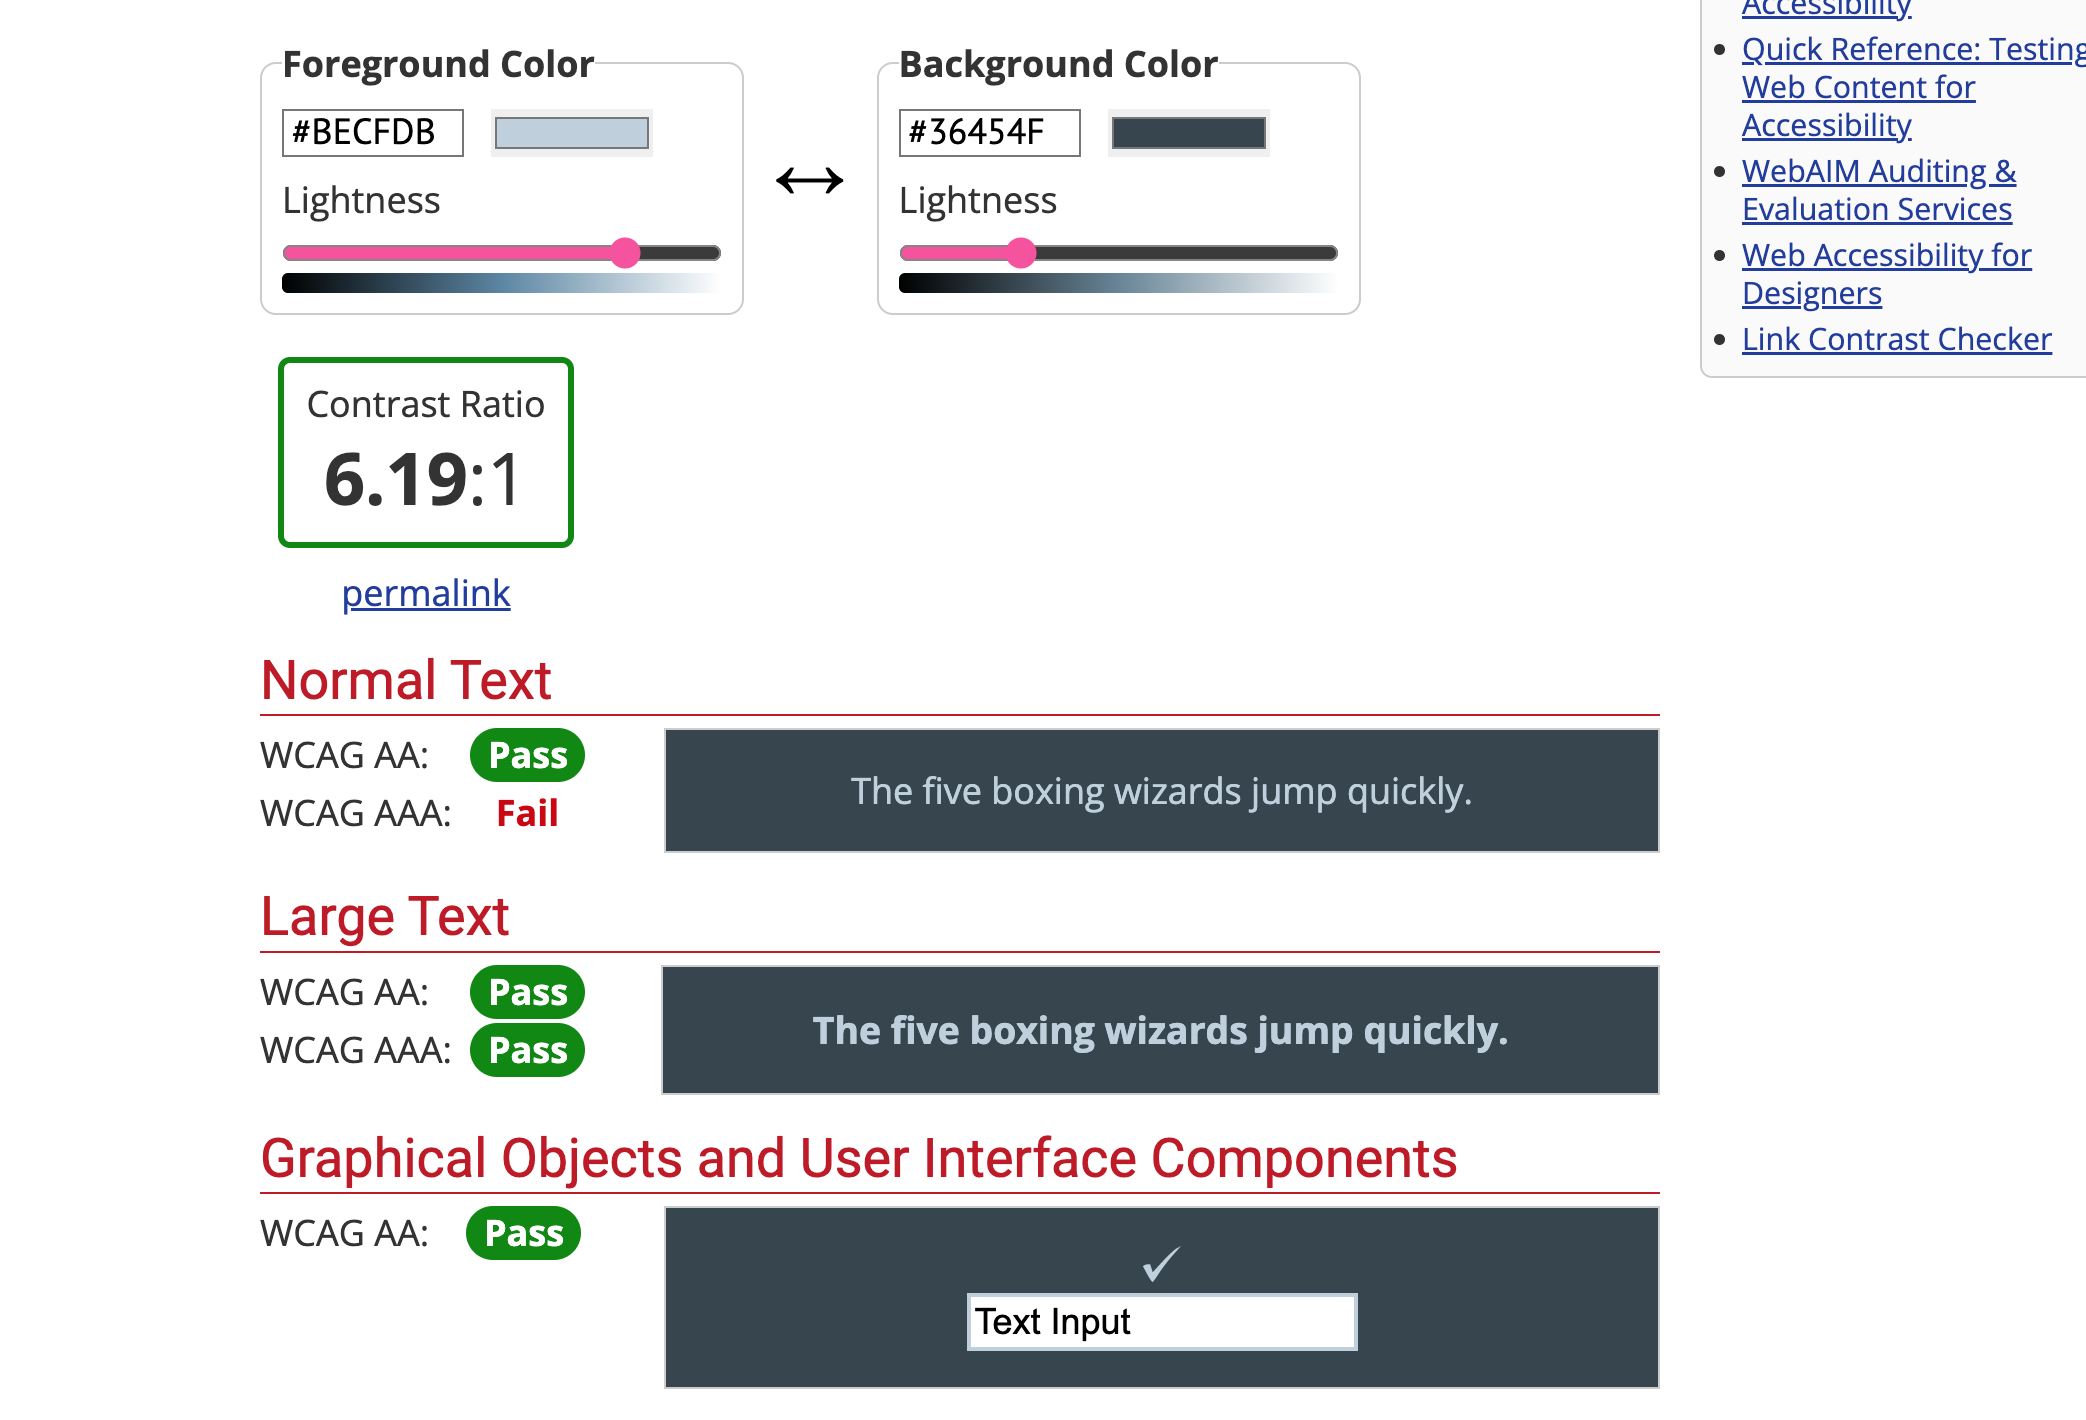 Foreground Color
#BECFDB
Lightness
Background Color
#36454F
Lightness
Contrast Ratio
6.19:1
permalink
Normal Text
WCAG AA: Pass
WCAG AAA: Fail
The five boxing wizards jump quickly.
Large Text
WCAG AA: Pass
WCAG AAA: Pass
The five boxing wizards jump quickly.
Graphical Objects and User Interface Components
WCAG AA: Pass
✓
Text Input
Accessibility
Quick Reference: Testing
Web Content for
Accessibility
WebAIM Auditing &
Evaluation Services
Web Accessibility for
Designers
Link Contrast Checker